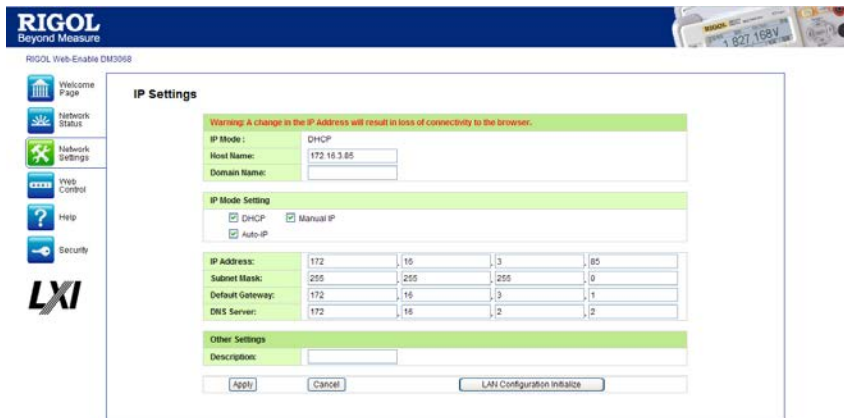 RIGOL
Beyond Measure
RIGOL
1.827,168V
RIGOL Web-Enable DM3068
Welcome Page
Network Status
Network Settings
Web Control
Help
Security
LXI
IP Settings
Warning: A change in the IP Address will result in loss of connectivity to the browser.
IP Mode : DHCP
Host Name: 172.16.3.85
Domain Name:
IP Mode Setting
DHCP Manual IP
Auto-IP
IP Address: 172 . 16 . 3 . 85
Subnet Mask: 255 . 255 . 255 . 0
Default Gateway: 172 . 16 . 3 . 1
DNS Server: 172 . 16 . 2 . 2
Other Settings
Description:
Apply Cancel LAN Configuration Initialize